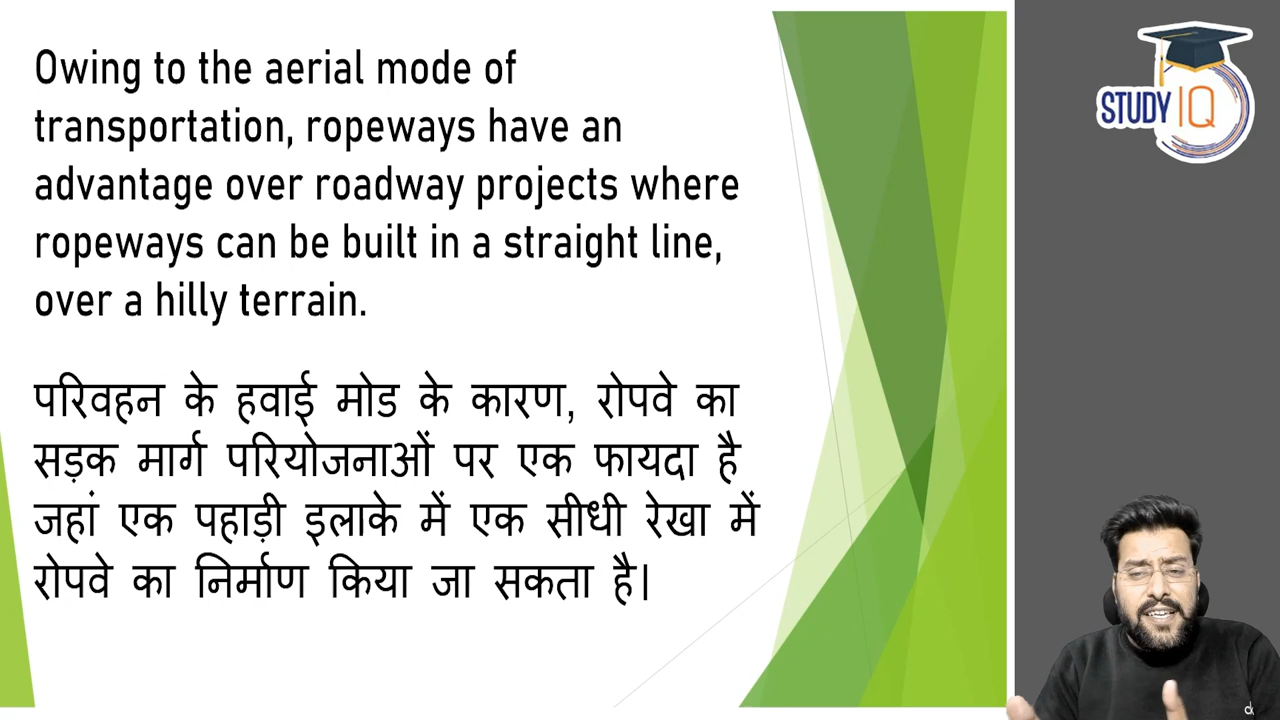 Owing to the aerial mode of
transportation, ropeways have an
advantage over roadway projects where
ropeways can be built in a straight line,
over a hilly terrain.
परिवहन के हवाई मोड के कारण, रोपवे का
सड़क मार्ग परियोजनाओं पर एक फायदा है
जहां एक पहाड़ी इलाके में एक सीधी रेखा में
रोपवे का निर्माण किया जा सकता है।
STUDY IQ